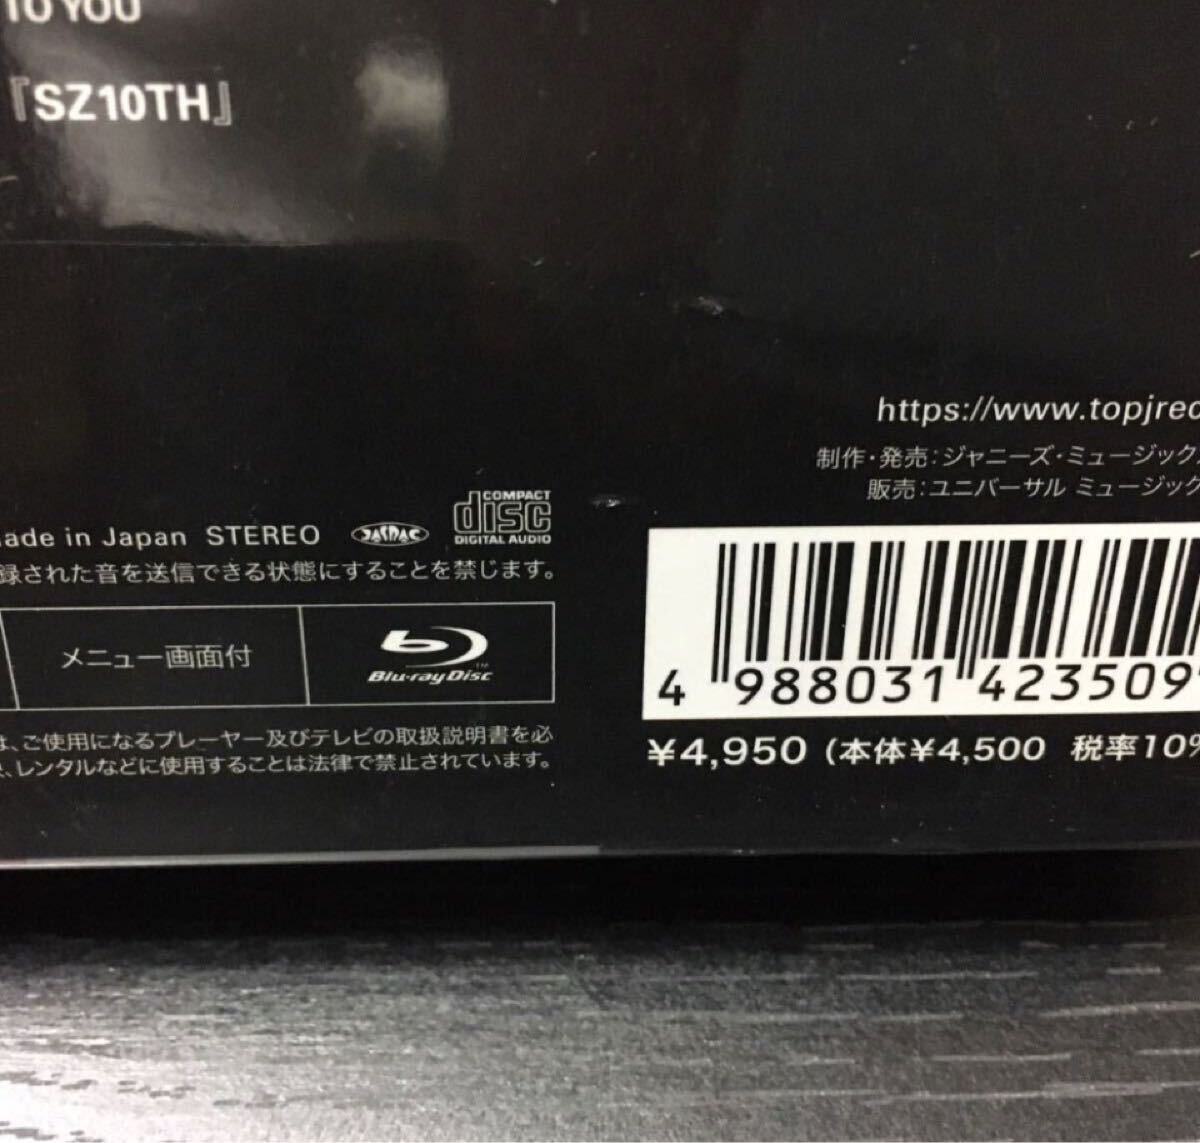 TO YOU
『SZ10TH』
https://www.topjrec
制作・発売：ジャニーズ・ミュージック
販売：ユニバーサル ミュージック
made in Japan STEREO JASRAC COMPACT disc DIGITAL AUDIO
録された音を送信できる状態にすることを禁じます。
メニュー画面付 Blu-ray Disc™
4 988031 423509
は、ご使用になるプレーヤー及びテレビの取扱説明書を必
、レンタルなどに使用することは法律で禁止されています。
¥4,950（本体¥4,500 税率10%